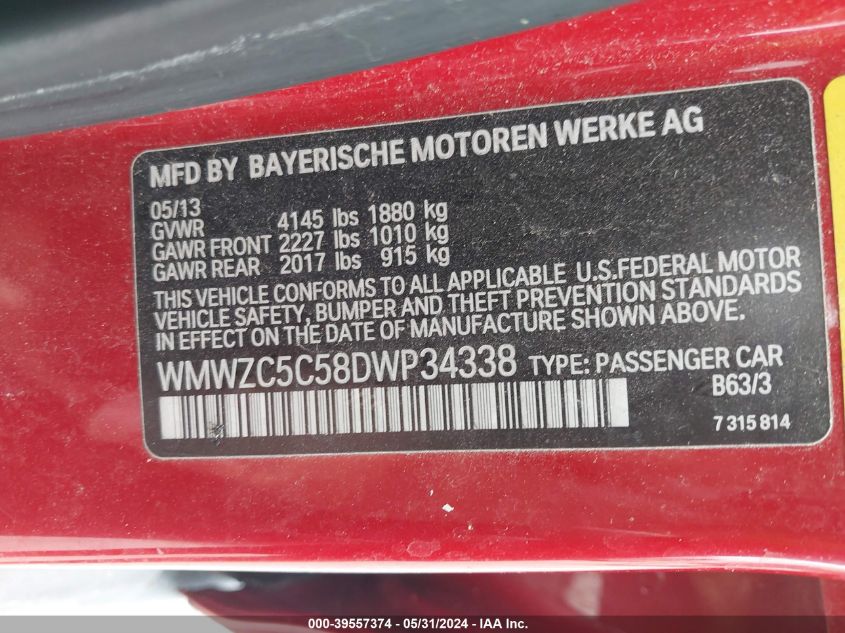 MFD BY BAYERISCHE MOTOREN WERKE AG
05/13
GVWR 4145 lbs 1880 kg
GAWR FRONT 2227 lbs 1010 kg
GAWR REAR 2017 lbs 915 kg
THIS VEHICLE CONFORMS TO ALL APPLICABLE U.S.FEDERAL MOTOR
VEHICLE SAFETY, BUMPER AND THEFT PREVENTION STANDARDS
IN EFFECT ON THE DATE OF MANUFACTURE SHOWN ABOVE.
WMWZC5C58DWP34338 TYPE: PASSENGER CAR
B63/3
7 315 814
000-39557374 - 05/31/2024 - IAA Inc.